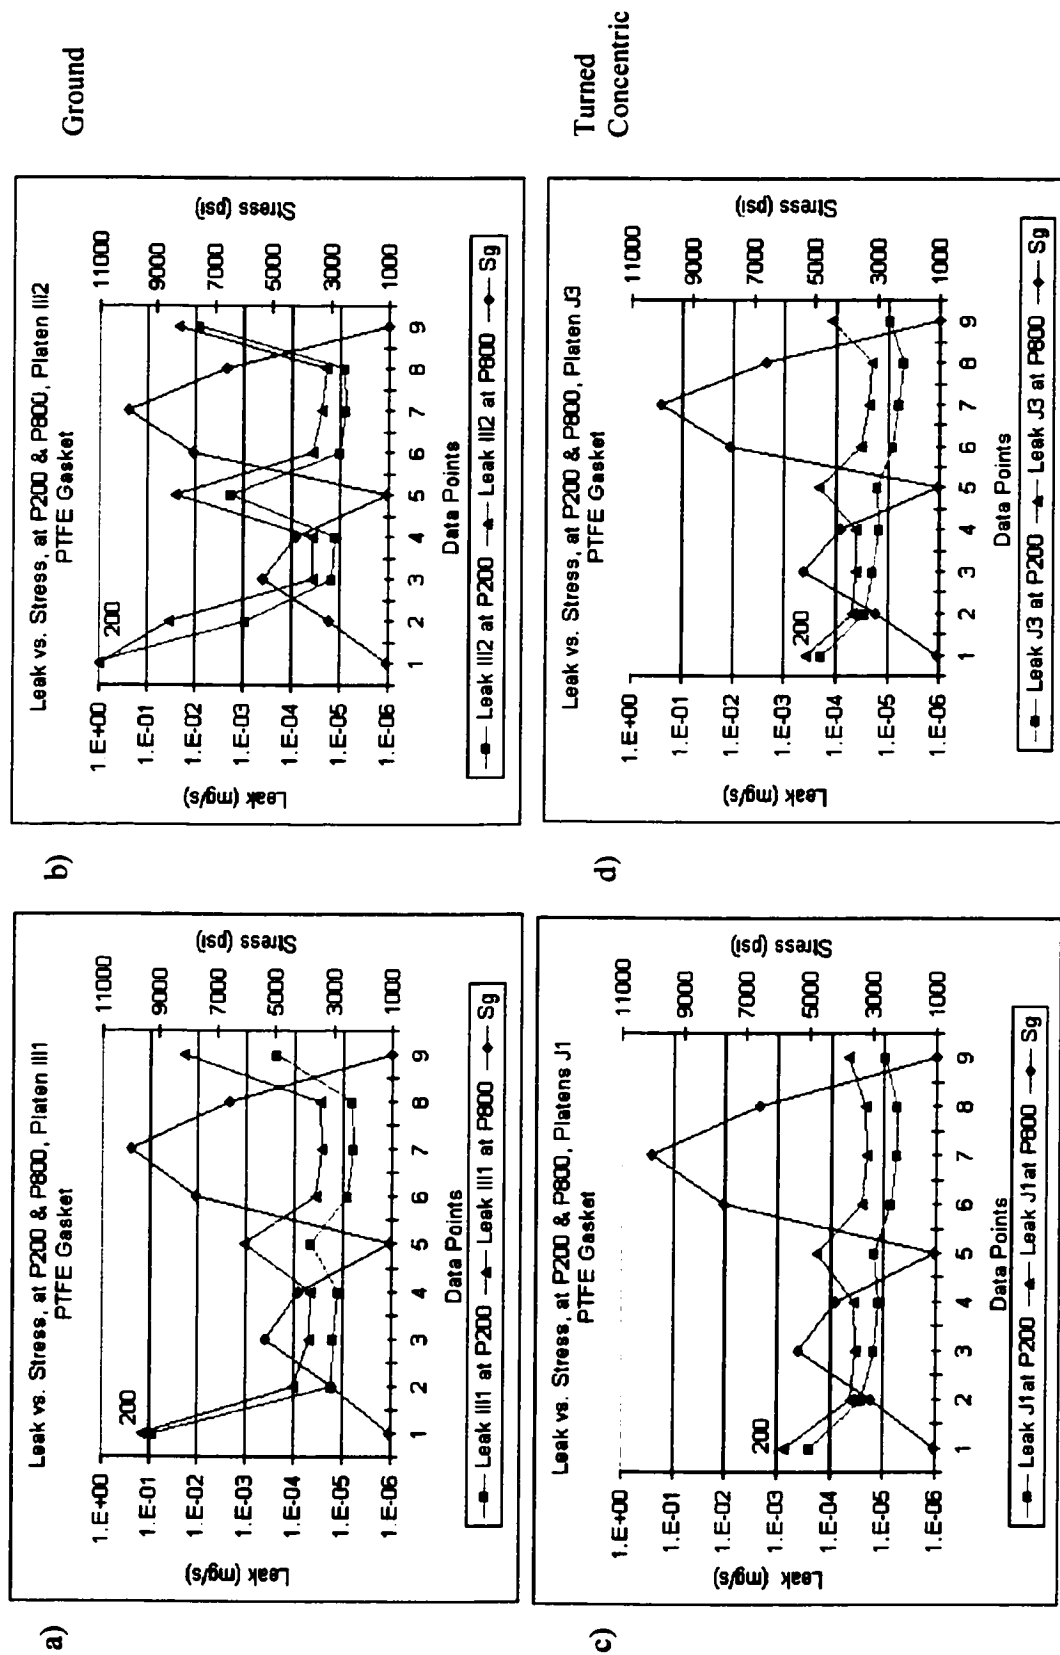 a)
Leak vs. Stress, at P200 & P800, Platen III1
PTFE Gasket
Leak (mg/s)
1.E+00
1.E-01
1.E-02
1.E-03
1.E-04
1.E-05
1.E-06
200
11000
9000
7000
5000
3000
1000
Stress (psi)
1 2 3 4 5 6 7 8 9
Data Points
Leak III1 at P200 Leak III1 at P800 Sg
b)
Leak vs. Stress, at P200 & P800, Platen III2
PTFE Gasket
Leak (mg/s)
1.E+00
1.E-01
1.E-02
1.E-03
1.E-04
1.E-05
1.E-06
200
11000
9000
7000
5000
3000
1000
Stress (psi)
1 2 3 4 5 6 7 8 9
Data Points
Leak III2 at P200 Leak III2 at P800 Sg
Ground
c)
Leak vs. Stress, at P200 & P800, Platens J1
PTFE Gasket
Leak (mg/s)
1.E+00
1.E-01
1.E-02
1.E-03
1.E-04
1.E-05
1.E-06
200
11000
9000
7000
5000
3000
1000
Stress (psi)
1 2 3 4 5 6 7 8 9
Data Points
Leak J1 at P200 Leak J1 at P800 Sg
d)
Leak vs. Stress, at P200 & P800, Platen J3
PTFE Gasket
Leak (mg/s)
1.E+00
1.E-01
1.E-02
1.E-03
1.E-04
1.E-05
1.E-06
200
11000
9000
7000
5000
3000
1000
Stress (psi)
1 2 3 4 5 6 7 8 9
Data Points
Leak J3 at P200 Leak J3 at P800 Sg
Turned
Concentric